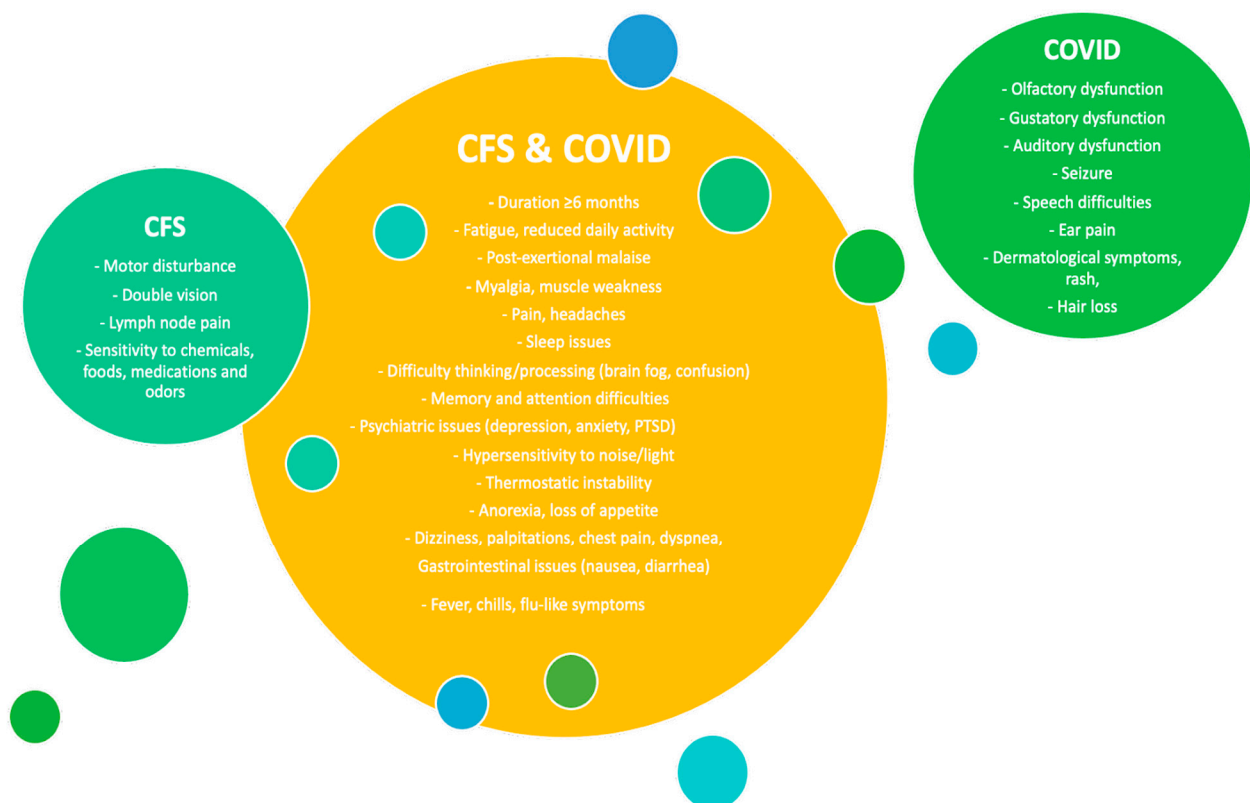 CFS
- Motor disturbance
- Double vision
- Lymph node pain
- Sensitivity to chemicals,
foods, medications and
odors
CFS & COVID
- Duration ≥6 months
- Fatigue, reduced daily activity
- Post-exertional malaise
- Myalgia, muscle weakness
- Pain, headaches
- Sleep issues
- Difficulty thinking/processing (brain fog, confusion)
- Memory and attention difficulties
- Psychiatric issues (depression, anxiety, PTSD)
- Hypersensitivity to noise/light
- Thermostatic instability
- Anorexia, loss of appetite
- Dizziness, palpitations, chest pain, dyspnea,
Gastrointestinal issues (nausea, diarrhea)
- Fever, chills, flu-like symptoms
COVID
- Olfactory dysfunction
- Gustatory dysfunction
- Auditory dysfunction
- Seizure
- Speech difficulties
- Ear pain
- Dermatological symptoms,
rash,
- Hair loss